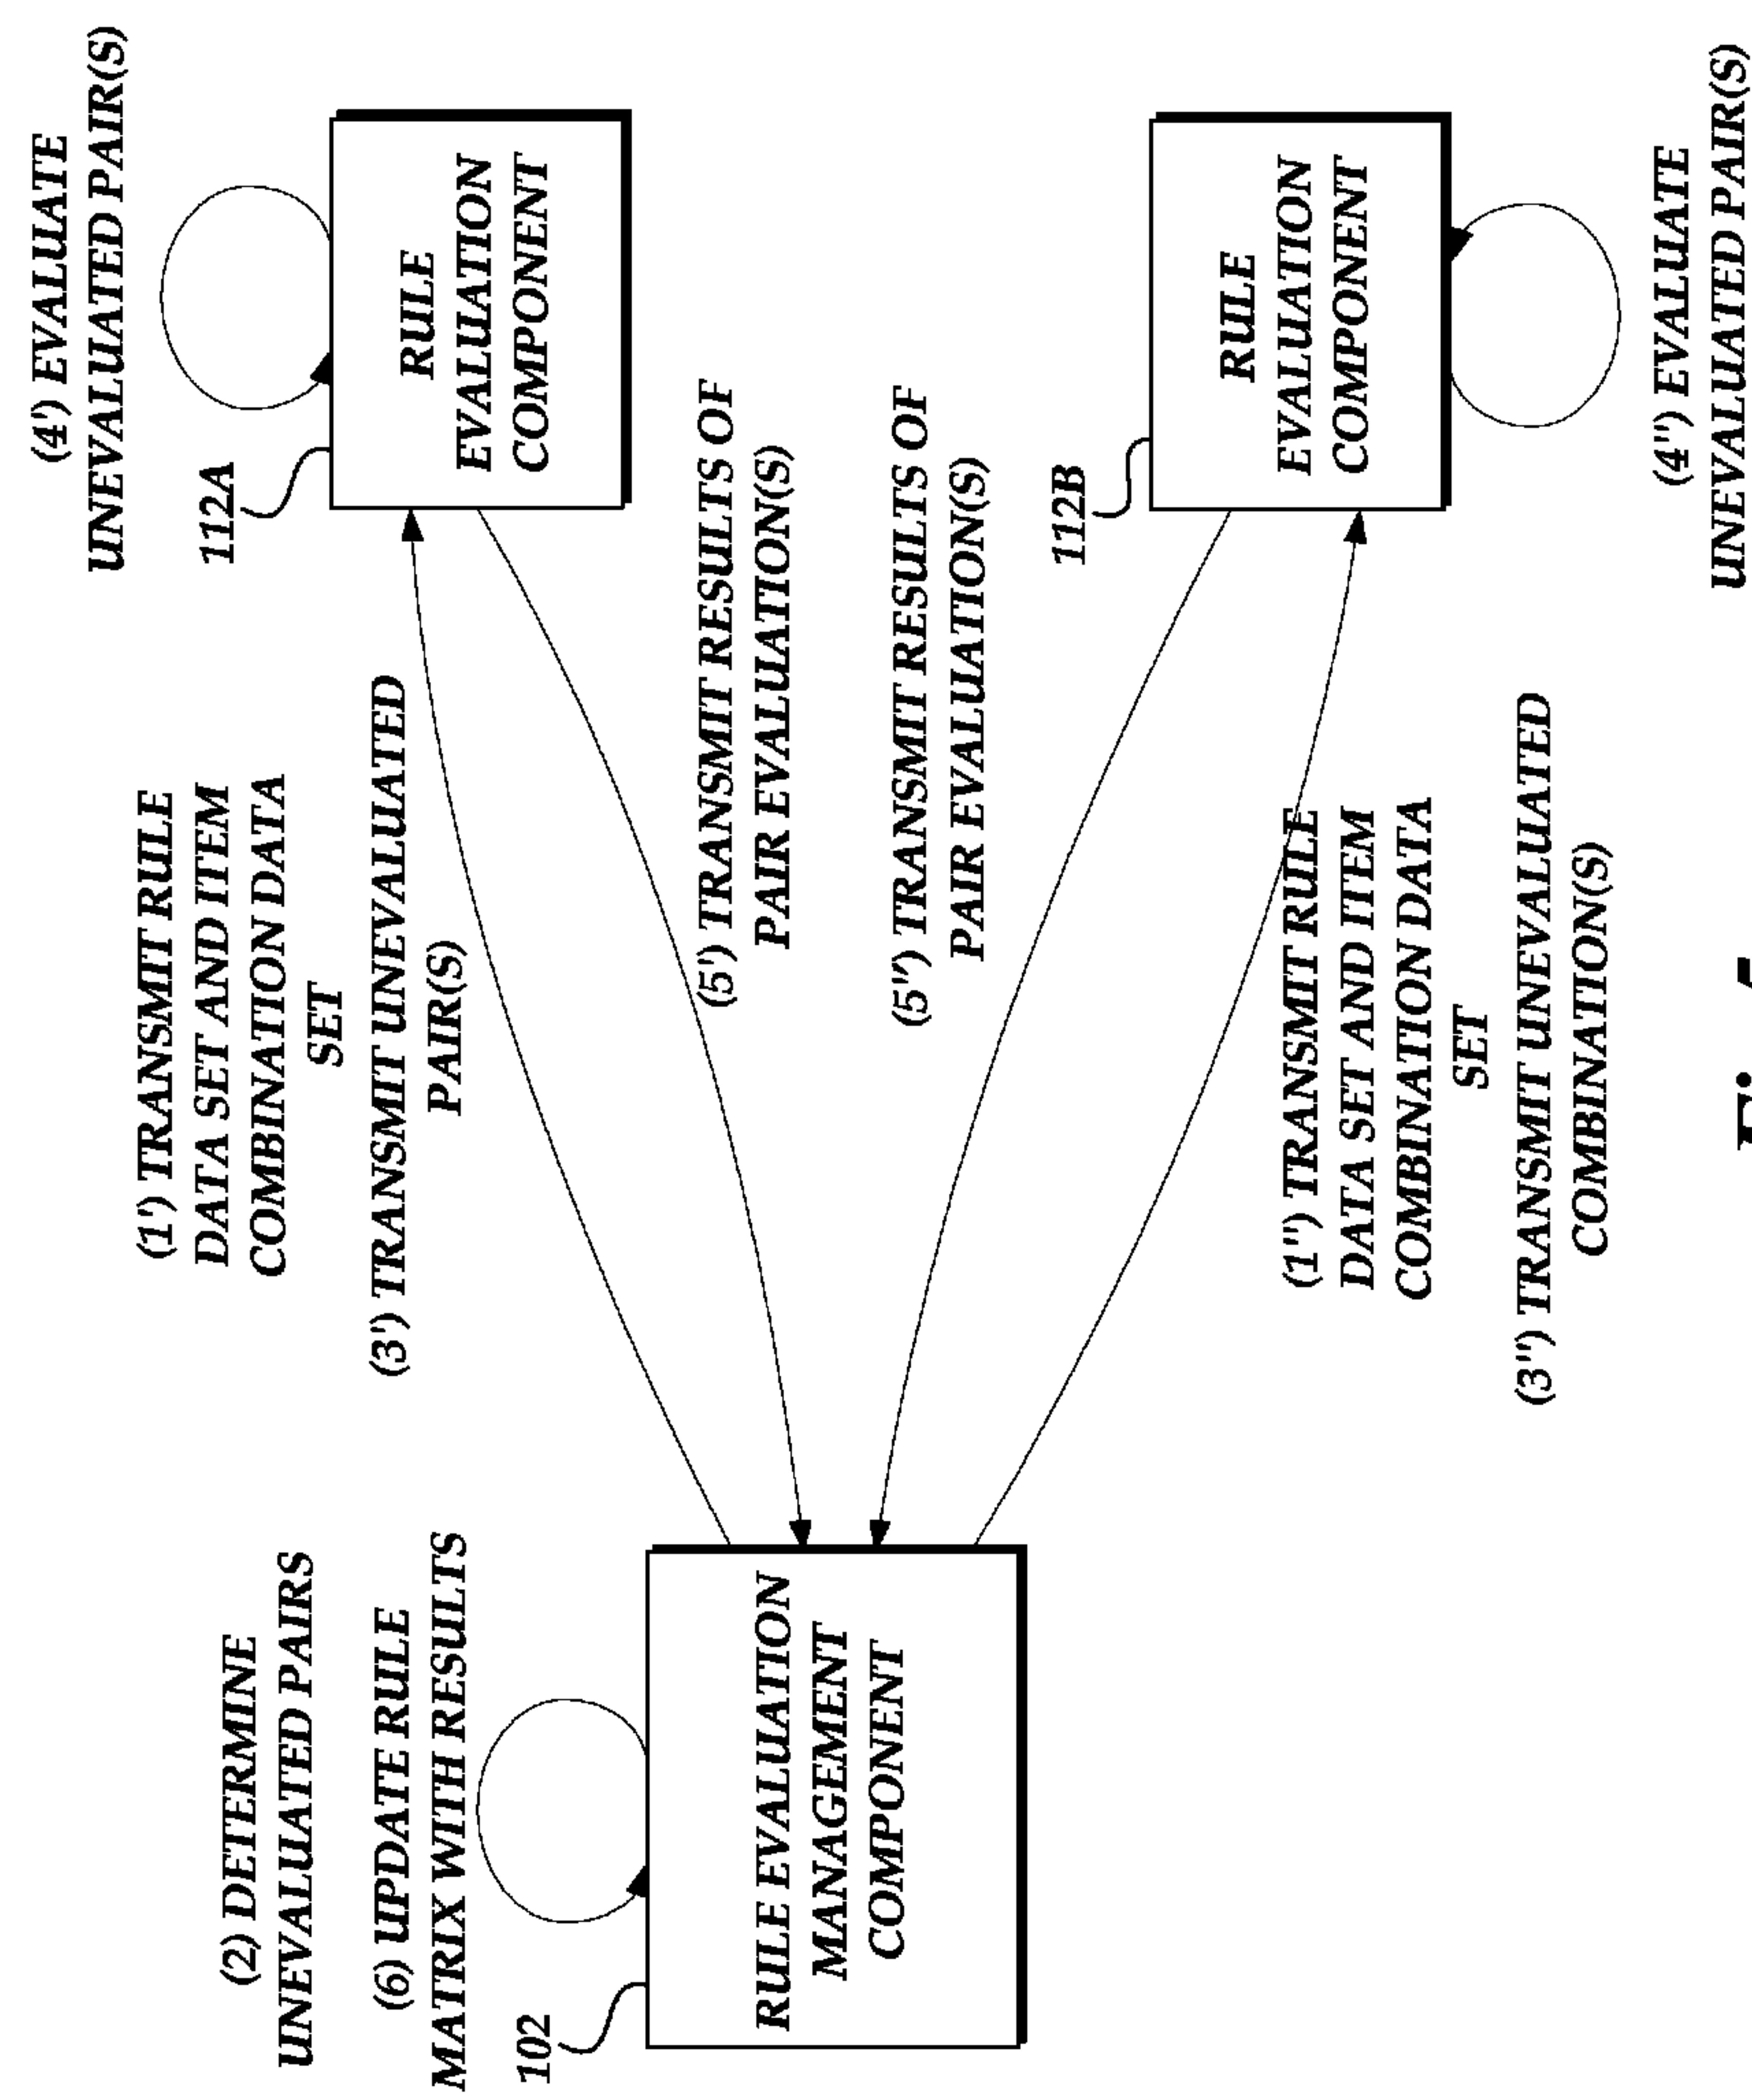 (2) DETERMINE
UNEVALUATED PAIRS
(6) UPDATE RULE
MATRIX WITH RESULTS
102
RULE EVALUATION
MANAGEMENT
COMPONENT
(1') TRANSMIT RULE
DATA SET AND ITEM
COMBINATION DATA
SET
(3') TRANSMIT UNEVALUATED
PAIR(S)
(4') EVALUATE
UNEVALUATED PAIR(S)
112A
RULE
EVALUATION
COMPONENT
(5') TRANSMIT RESULTS OF
PAIR EVALUATION(S)
(5'') TRANSMIT RESULTS OF
PAIR EVALUATION(S)
112B
RULE
EVALUATION
COMPONENT
(1'') TRANSMIT RULE
DATA SET AND ITEM
COMBINATION DATA
SET
(3'') TRANSMIT UNEVALUATED
COMBINATION(S)
(4'') EVALUATE
UNEVALUATED PAIR(S)